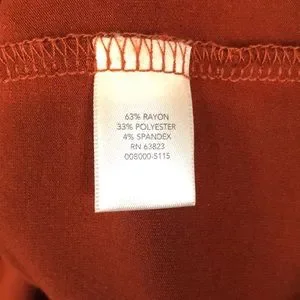 63% RAYON
33% POLYESTER
4% SPANDEX
RN 63823
008000-5115